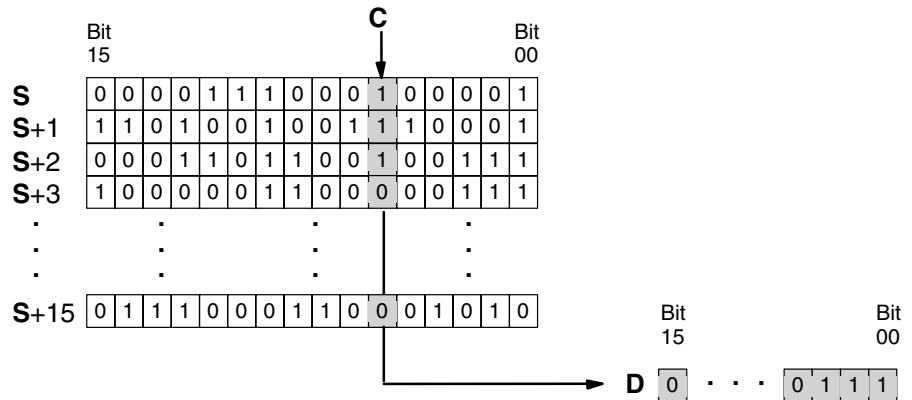 C
Bit Bit
15 00
S 0 0 0 0 1 1 1 0 0 0 1 0 0 0 0 1
S+1 1 1 0 1 0 0 1 0 0 1 1 1 0 0 0 1
S+2 0 0 0 1 1 0 1 1 0 0 1 0 0 1 1 1
S+3 1 0 0 0 0 0 1 1 0 0 0 0 0 1 1 1
. . . .
. . . .
. . . .
S+15 0 1 1 1 0 0 0 1 1 0 0 0 1 0 1 0
Bit Bit
15 00
D 0 . . . 0 1 1 1